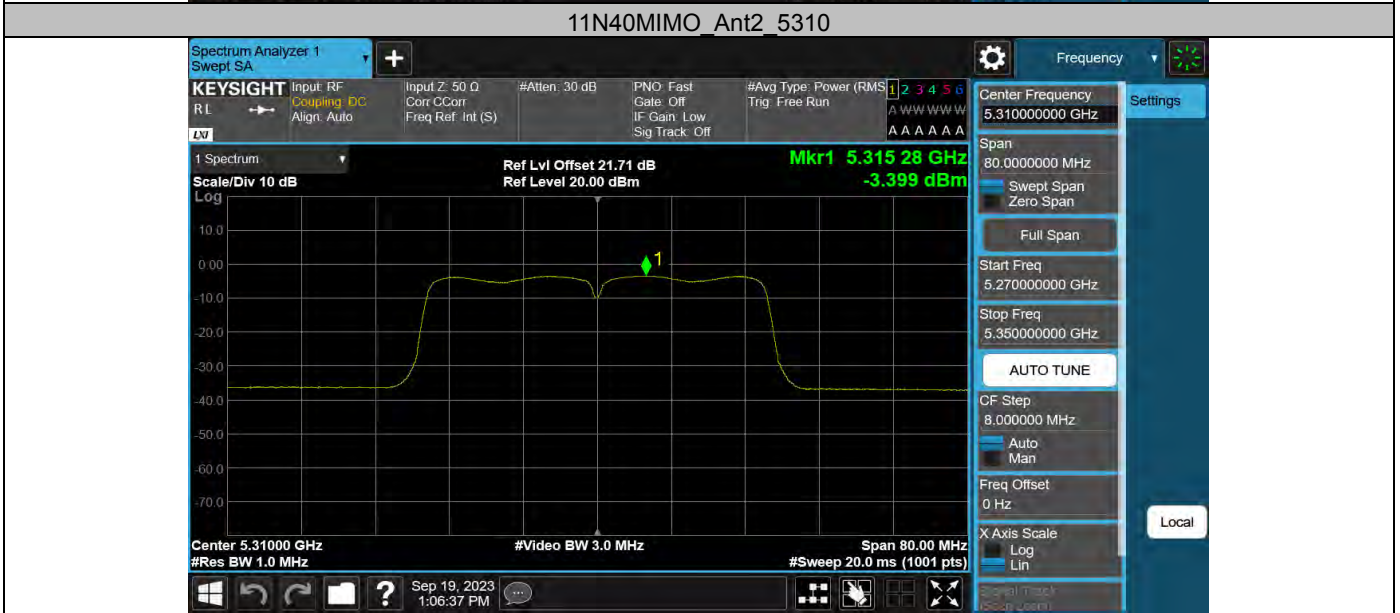 11N40MIMO_Ant2_5310
Spectrum Analyzer 1
Swept SA
+
Frequency
KEYSIGHT
RL
LXI
Input: RF
Coupling: DC
Align: Auto
Input Z: 50 Ω
Corr CCorr
Freq Ref: Int (S)
#Atten: 30 dB
PNO: Fast
Gate: Off
IF Gain: Low
Sig Track: Off
#Avg Type: Power (RMS
Trig: Free Run
1 2 3 4 5 6
A W W W W W
A A A A A A
Center Frequency
5.310000000 GHz
Settings
1 Spectrum
Scale/Div 10 dB
Log
Ref Lvl Offset 21.71 dB
Ref Level 20.00 dBm
Mkr1 5.315 28 GHz
-3.399 dBm
Span
80.0000000 MHz
Swept Span
Zero Span
Full Span
Start Freq
5.270000000 GHz
Stop Freq
5.350000000 GHz
AUTO TUNE
CF Step
8.000000 MHz
Auto
Man
Freq Offset
0 Hz
X Axis Scale
Log
Lin
Local
10.0
0.00
-10.0
-20.0
-30.0
-40.0
-50.0
-60.0
-70.0
1
Center 5.31000 GHz
#Res BW 1.0 MHz
#Video BW 3.0 MHz
Span 80.00 MHz
#Sweep 20.0 ms (1001 pts)
?
Sep 19, 2023
1:06:37 PM